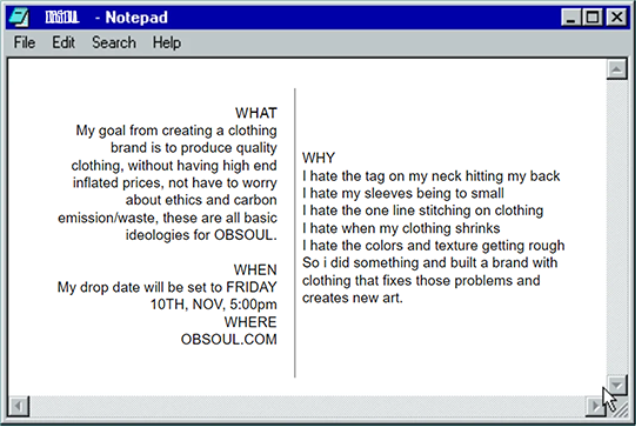 OBSOUL - Notepad
File Edit Search Help
WHAT
My goal from creating a clothing
brand is to produce quality
clothing, without having high end
inflated prices, not have to worry
about ethics and carbon
emission/waste, these are all basic
ideologies for OBSOUL.
WHEN
My drop date will be set to FRIDAY
10TH, NOV, 5:00pm
WHERE
OBSOUL.COM
WHY
I hate the tag on my neck hitting my back
I hate my sleeves being to small
I hate the one line stitching on clothing
I hate when my clothing shrinks
I hate the colors and texture getting rough
So i did something and built a brand with
clothing that fixes those problems and
creates new art.